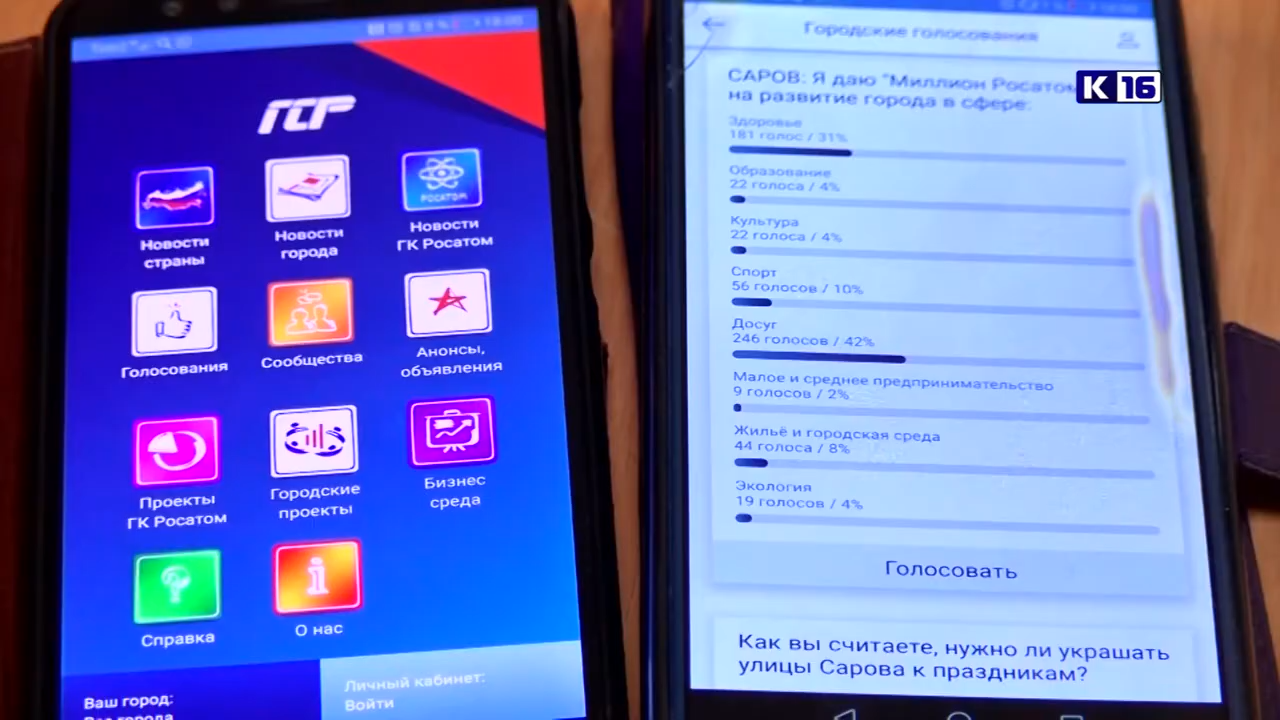 ГСР
Новости
страны
Новости
города
РОСАТОМ
Новости
ГК Росатом
Голосования
Сообщества
Анонсы,
объявления
Проекты
ГК Росатом
Городские
проекты
Бизнес
среда
Справка
i
О нас
Ваш город:
Все города
Личный кабинет:
Войти
Городские голосования
САРОВ: Я даю "Миллион Росатом
на развитие города в сфере:
Здоровье
181 голос / 31%
Образование
22 голоса / 4%
Культура
22 голоса / 4%
Спорт
56 голосов / 10%
Досуг
246 голосов / 42%
Малое и среднее предпринимательство
9 голосов / 2%
Жильё и городская среда
44 голоса / 8%
Экология
19 голосов / 4%
Голосовать
Как вы считаете, нужно ли украшать
улицы Сарова к праздникам?
К 16